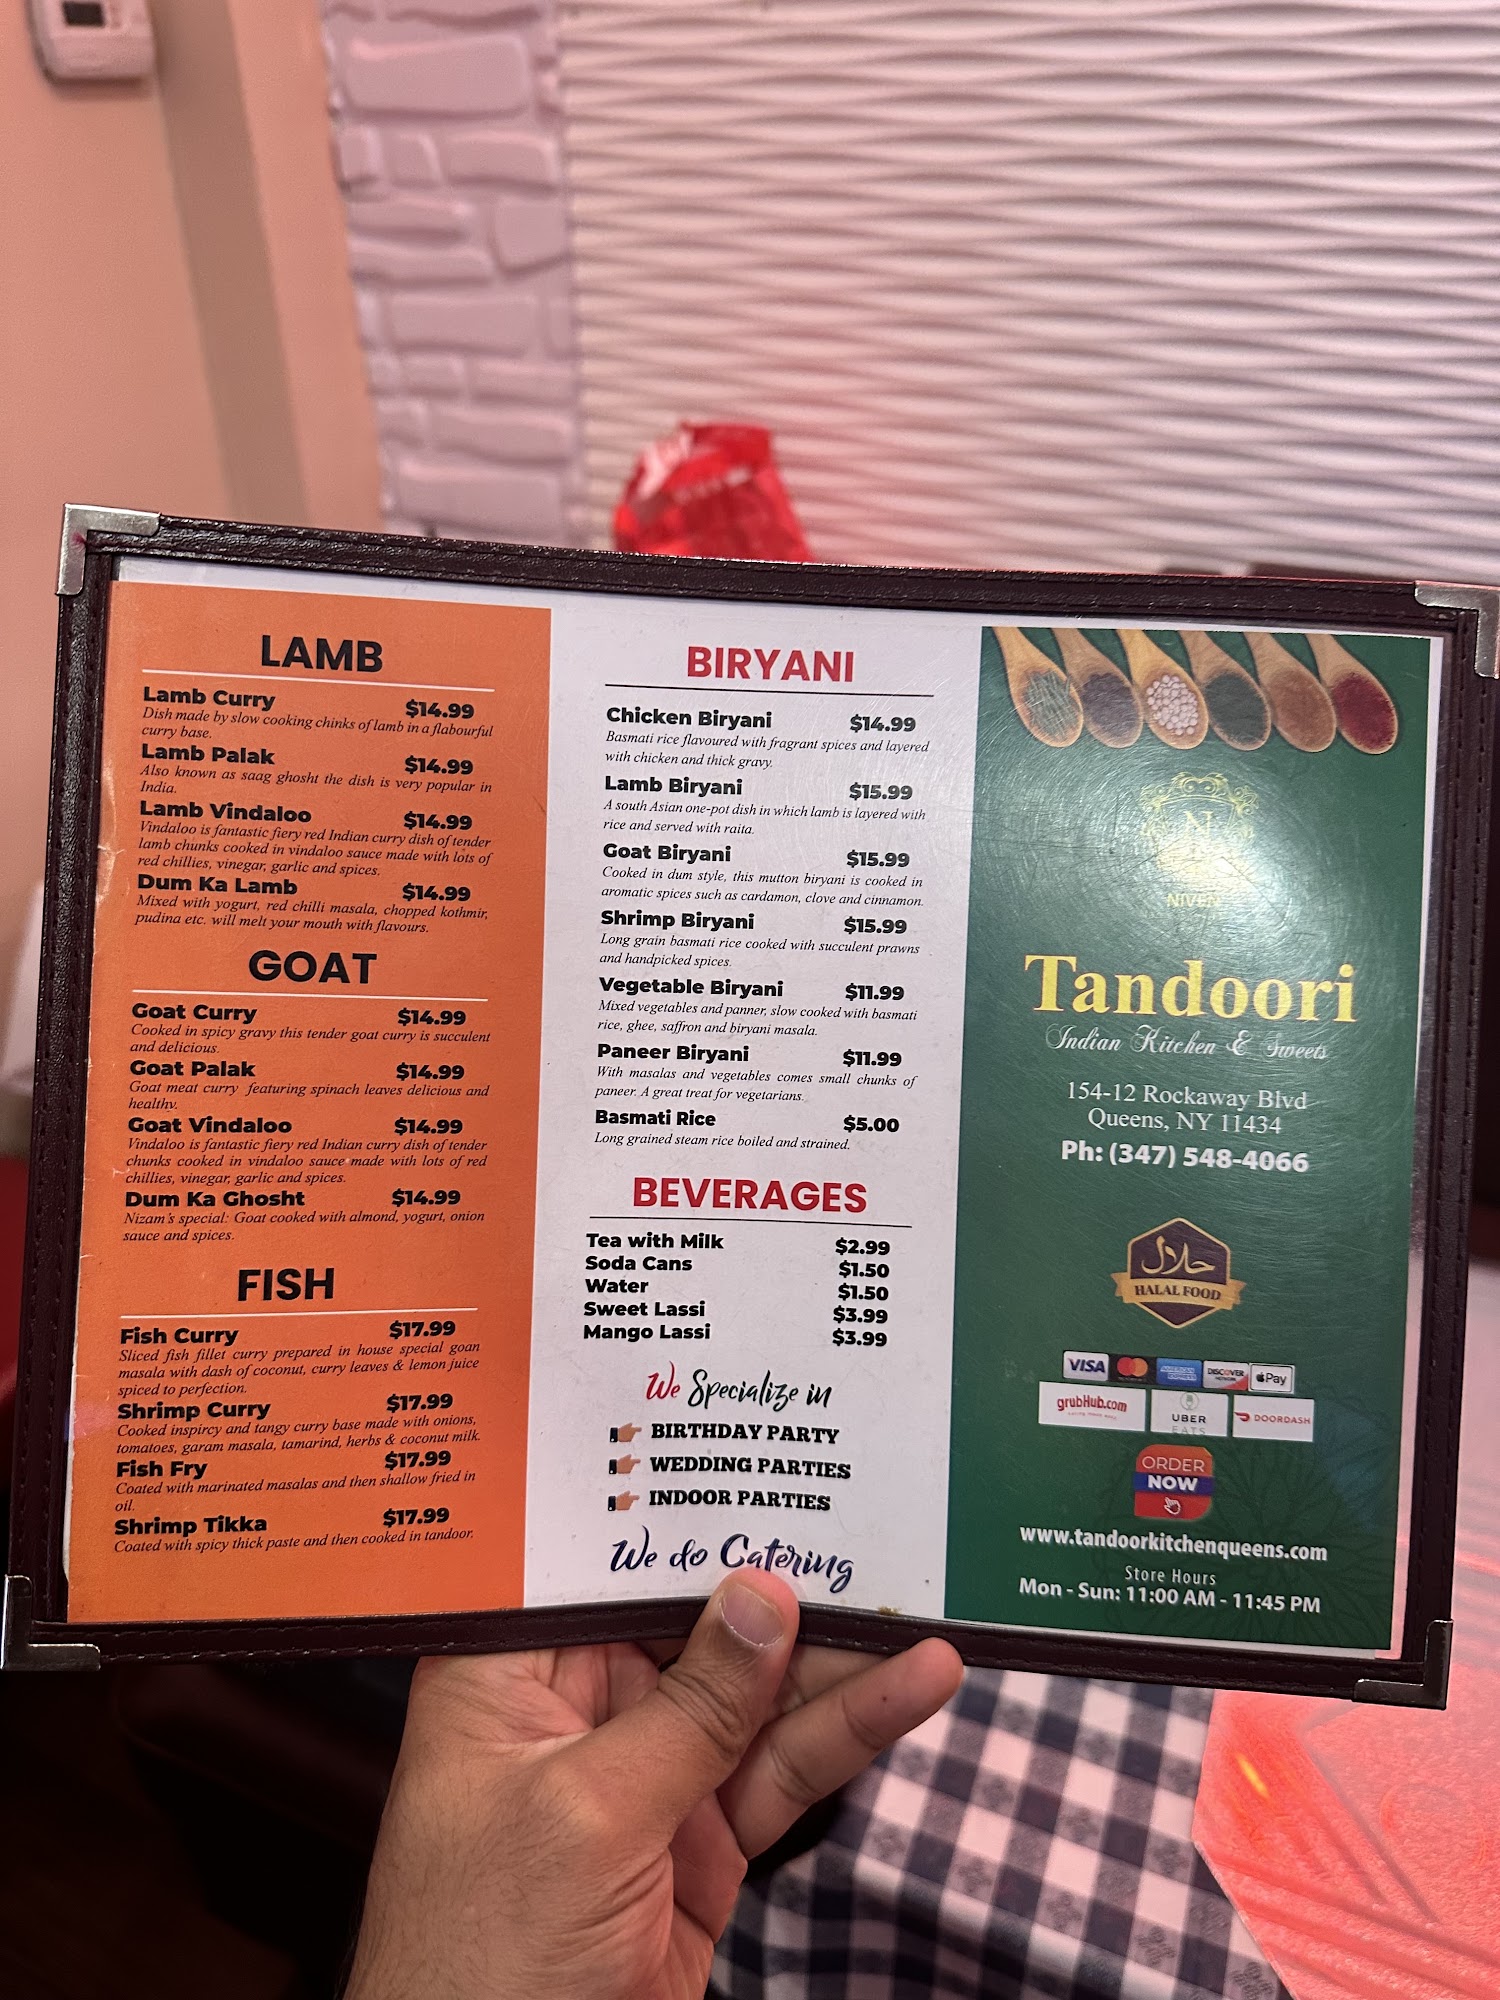 LAMB
Lamb Curry $14.99
Dish made by slow cooking chinks of lamb in a flabourful
curry base.
Lamb Palak $14.99
Also known as saag ghosht the dish is very popular in
India.
Lamb Vindaloo $14.99
Vindaloo is fantastic fiery red Indian curry dish of tender
lamb chunks cooked in vindaloo sauce made with lots of
red chillies, vinegar, garlic and spices.
Dum Ka Lamb $14.99
Mixed with yogurt, red chilli masala, chopped kothmir,
pudina etc. will melt your mouth with flavours.
GOAT
Goat Curry $14.99
Cooked in spicy gravy this tender goat curry is succulent
and delicious.
Goat Palak $14.99
Goat meat curry featuring spinach leaves delicious and
healthy.
Goat Vindaloo $14.99
Vindaloo is fantastic fiery red Indian curry dish of tender
chunks cooked in vindaloo sauce made with lots of red
chillies, vinegar, garlic and spices.
Dum Ka Ghosht $14.99
Nizam's special: Goat cooked with almond, yogurt, onion
sauce and spices.
FISH
Fish Curry $17.99
Sliced fish fillet curry prepared in house special goan
masala with dash of coconut, curry leaves & lemon juice
spiced to perfection.
Shrimp Curry $17.99
Cooked inspircy and tangy curry base made with onions,
tomatoes, garam masala, tamarind, herbs & coconut milk.
Fish Fry $17.99
Coated with marinated masalas and then shallow fried in
oil.
Shrimp Tikka $17.99
Coated with spicy thick paste and then cooked in tandoor.
BIRYANI
Chicken Biryani $14.99
Basmati rice flavoured with fragrant spices and layered
with chicken and thick gravy.
Lamb Biryani $15.99
A south Asian one-pot dish in which lamb is layered with
rice and served with raita.
Goat Biryani $15.99
Cooked in dum style, this mutton biryani is cooked in
aromatic spices such as cardamon, clove and cinnamon.
Shrimp Biryani $15.99
Long grain basmati rice cooked with succulent prawns
and handpicked spices.
Vegetable Biryani $11.99
Mixed vegetables and panner, slow cooked with basmati
rice, ghee, saffron and biryani masala.
Paneer Biryani $11.99
With masalas and vegetables comes small chunks of
paneer. A great treat for vegetarians.
Basmati Rice $5.00
Long grained steam rice boiled and strained.
BEVERAGES
Tea with Milk $2.99
Soda Cans $1.50
Water $1.50
Sweet Lassi $3.99
Mango Lassi $3.99
We Specialize in
BIRTHDAY PARTY
WEDDING PARTIES
INDOOR PARTIES
We do Catering
N
NIVEN
Tandoori
Indian Kitchen & Sweets
154-12 Rockaway Blvd
Queens, NY 11434
Ph: (347) 548-4066
حلال
HALAL FOOD
VISA
AMERICAN EXPRESS
DISCOVER
Pay
grubHub.com
UBER
EATS
DOORDASH
ORDER
NOW
www.tandoorkitchenqueens.com
Store Hours
Mon - Sun: 11:00 AM - 11:45 PM